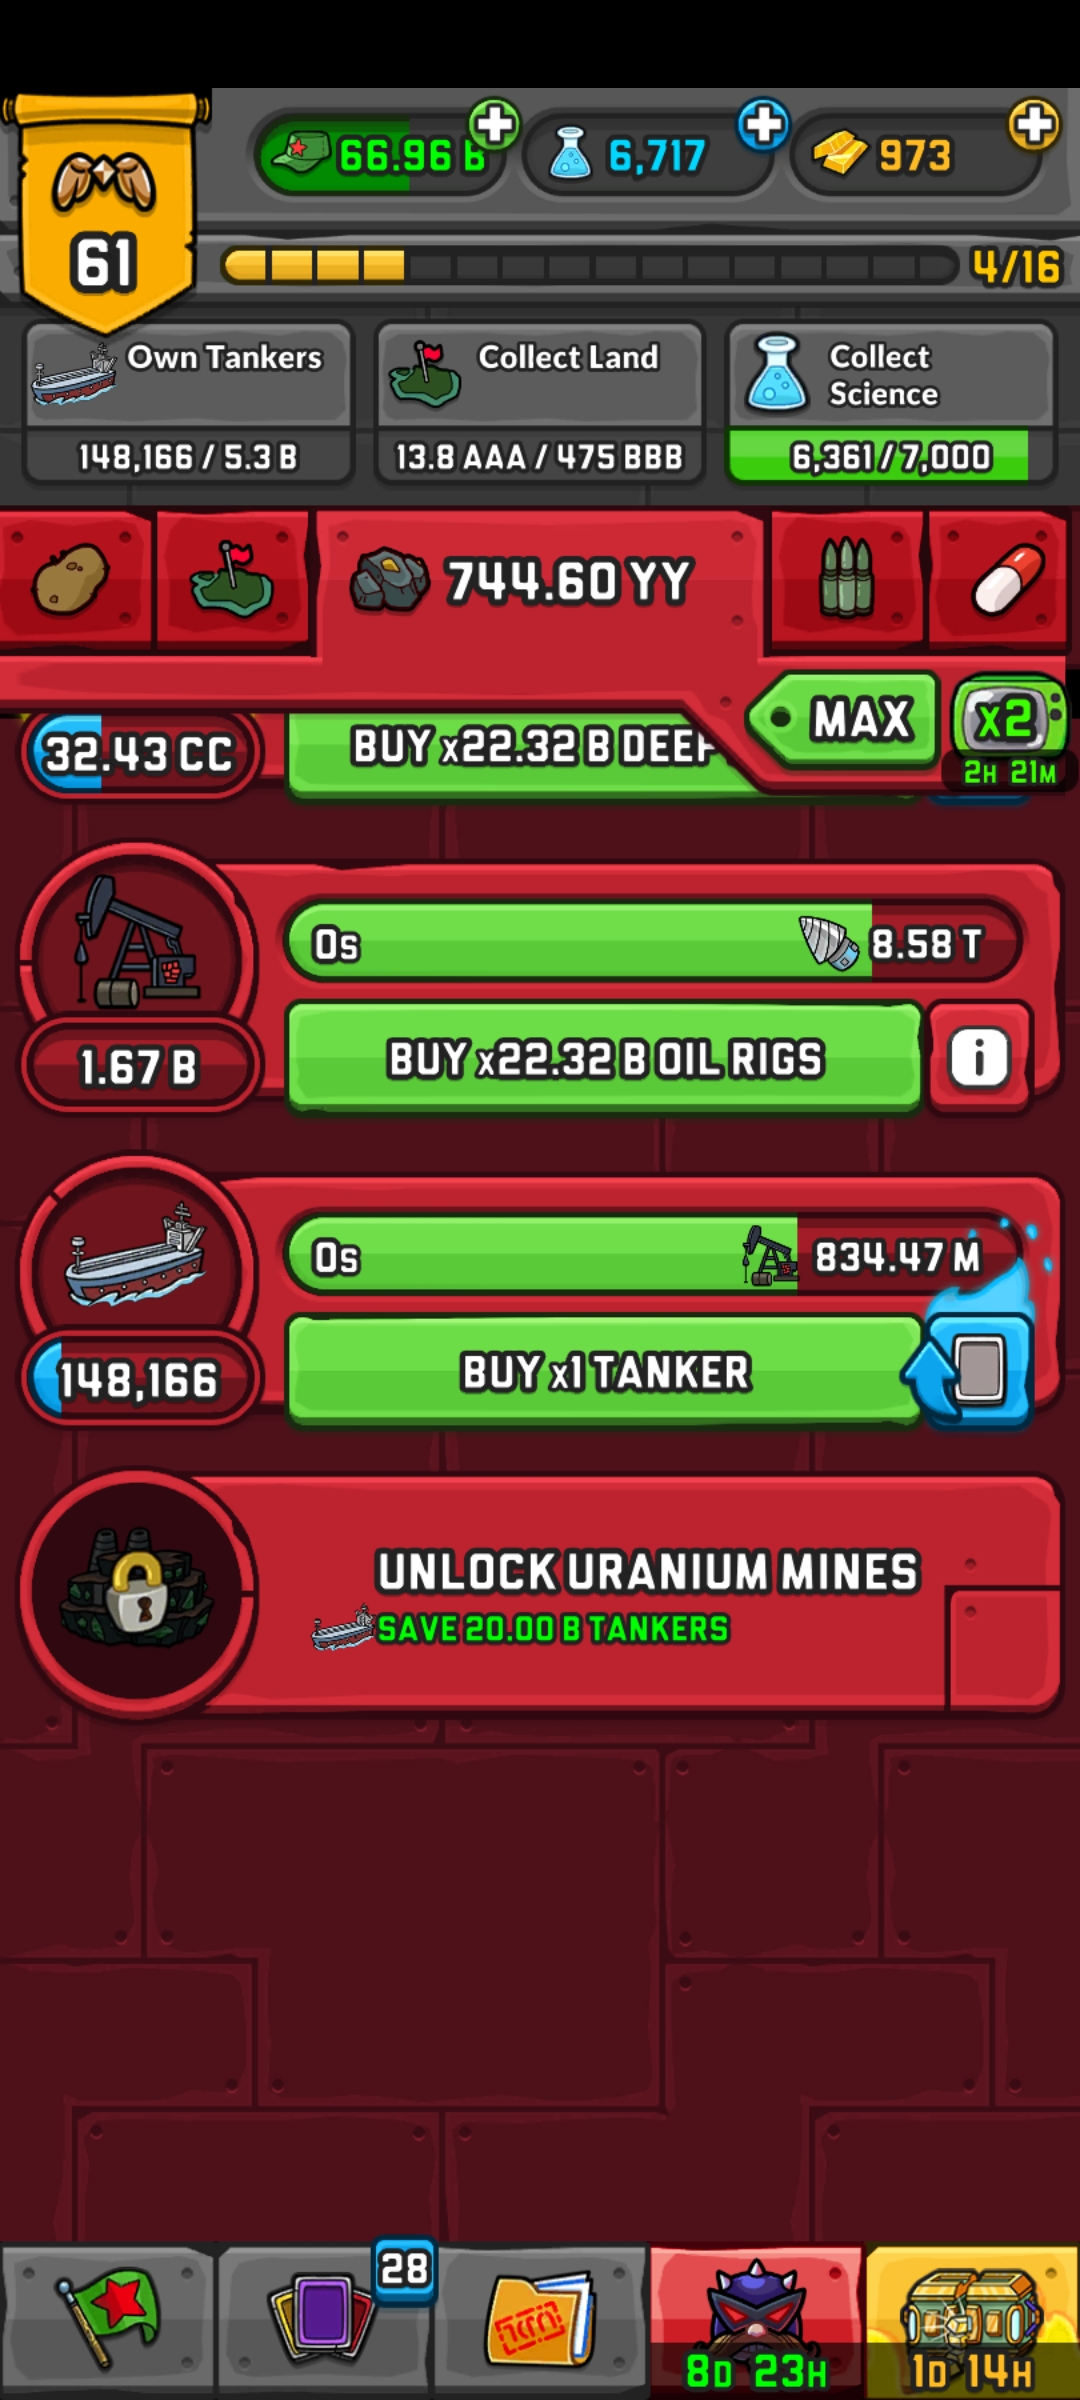 66.96 B
6,717
973
61
4/16
Own Tankers
148,166 / 5.3 B
Collect Land
13.8 AAA / 475 BBB
Collect
Science
6,361 / 7,000
744.60 YY
MAX
x2
2H 21M
32.43 CC
BUY x22.32 B DEEP
0s
8.58 T
1.67 B
BUY x22.32 B OIL RIGS
i
0s
834.47 M
148,166
BUY x1 TANKER
UNLOCK URANIUM MINES
SAVE 20.00 B TANKERS
28
8D 23H
1D 14H